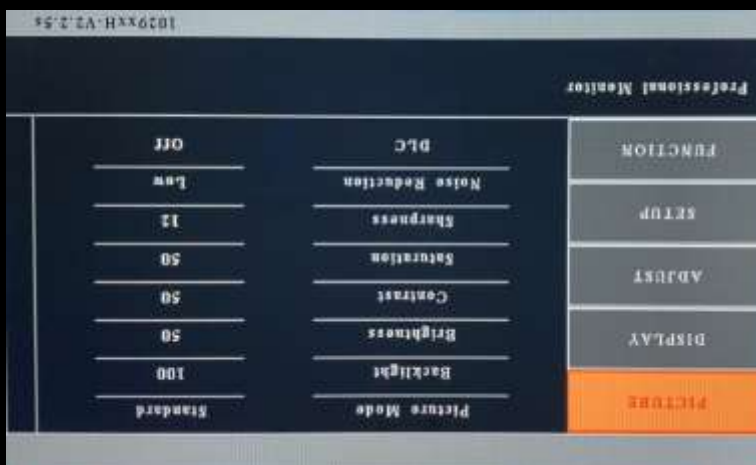 PICTURE
DISPLAY
ADJUST
SETUP
FUNCTION
Picture Mode Standard
Backlight 100
Brightness 50
Contrast 50
Saturation 50
Sharpness 12
Noise Reduction Low
DLC Off
Professional Monitor
1029xxH-V2.2.5s